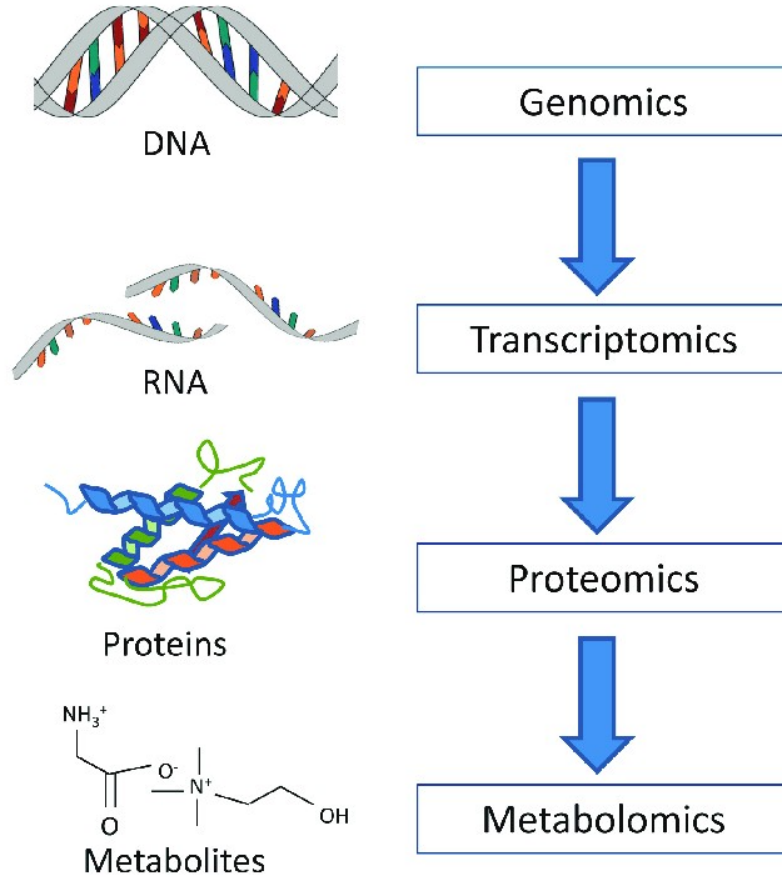 DNA
Genomics
RNA
Transcriptomics
Proteins
Proteomics
NH₃⁺
O⁻
N⁺
O
OH
Metabolites
Metabolomics